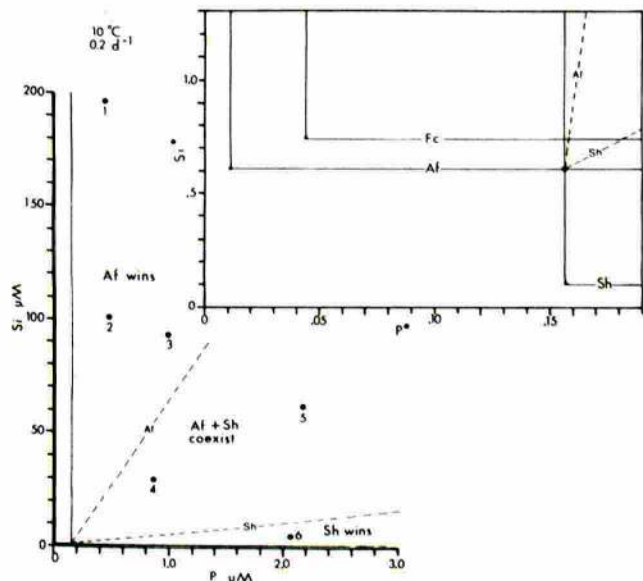 10 °C
0.2 d⁻¹
200
150
100
50
0
Si μM
0
1.0
2.0
3.0
P μM
1
2
3
4
5
6
Af wins
Af
Af + Sh
coexist
Sh
Sh wins
1.0
.5
0
Si*
0
.05
.10
.15
P*
Fc
Af
Sh
Af
Sh